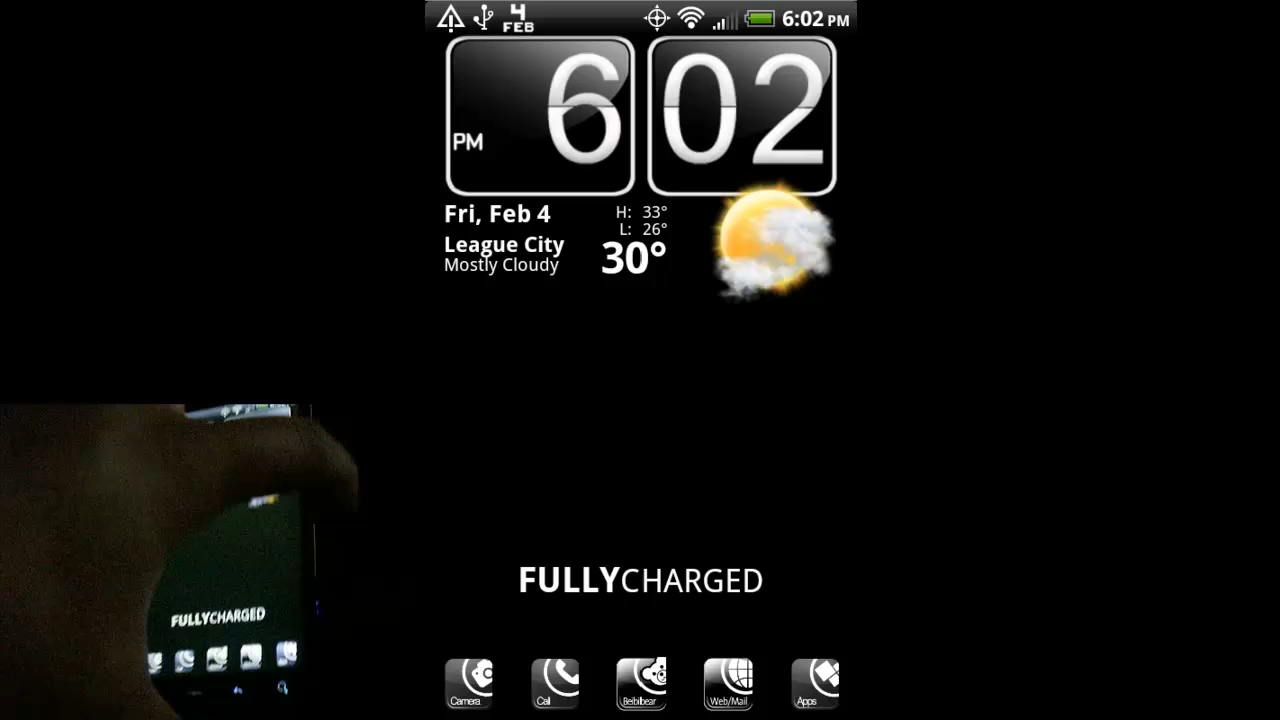 4
FEB
6:02 PM
PM
6
02
Fri, Feb 4
H: 33°
L: 26°
League City
30°
Mostly Cloudy
FULLYCHARGED
Camera
Call
Beibilbear
Web/Mail
Apps
FULLYCHARGED